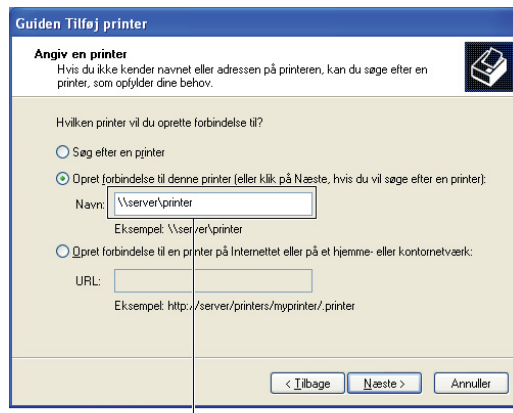 Guiden Tilføj printer
Angiv en printer
Hvis du ikke kender navnet eller adressen på printeren, kan du søge efter en
printer, som opfylder dine behov.
Hvilken printer vil du oprette forbindelse til?
Søg efter en printer
Opret forbindelse til denne printer (eller klik på Næste, hvis du vil søge efter en printer):
Navn: \\server\printer
Eksempel: \\server\printer
Opret forbindelse til en printer på Internettet eller på et hjemme- eller kontornetværk:
URL:
Eksempel: http://server/printers/myprinter/.printer
< Tilbage Næste > Annuller